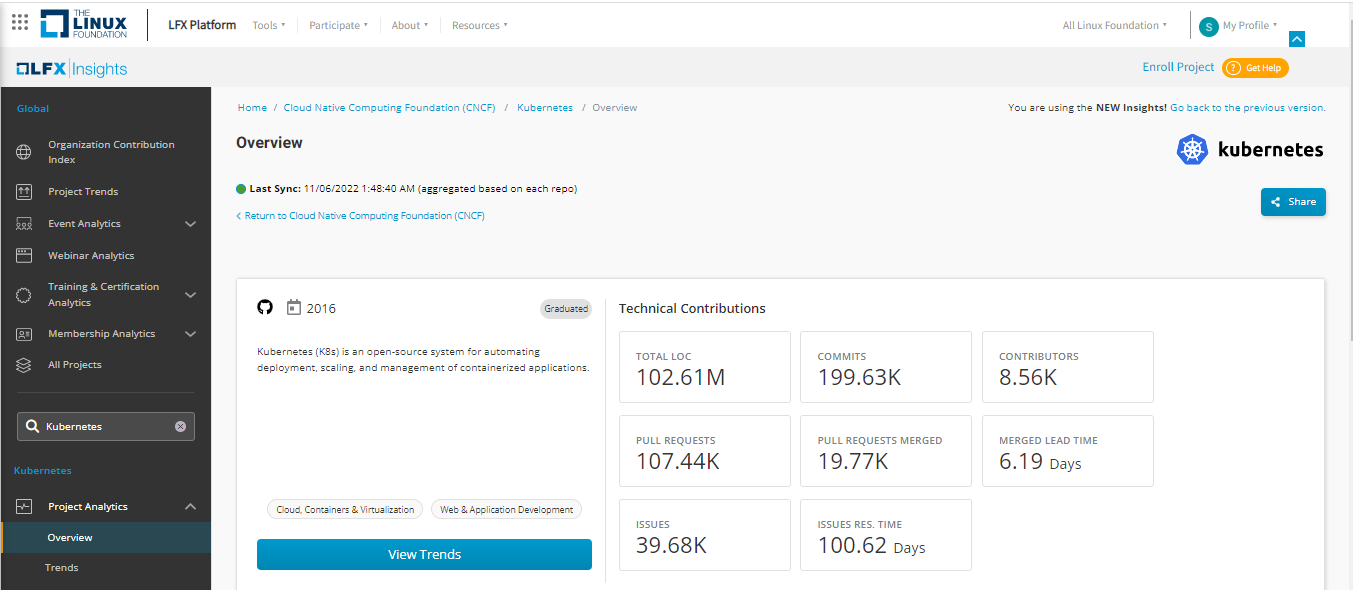 THE
LINUX
FOUNDATION
LFX Platform
Tools
Participate
About
Resources
All Linux Foundation
S
My Profile
LFX Insights
Enroll Project
? Get Help
Global
Organization Contribution
Index
Project Trends
Event Analytics
Webinar Analytics
Training & Certification
Analytics
Membership Analytics
All Projects
Kubernetes
Kubernetes
Project Analytics
Overview
Trends
Home / Cloud Native Computing Foundation (CNCF) / Kubernetes / Overview
You are using the NEW Insights! Go back to the previous version.
Overview
kubernetes
Last Sync: 11/06/2022 1:48:40 AM (aggregated based on each repo)
Share
< Return to Cloud Native Computing Foundation (CNCF)
2016
Graduated
Kubernetes (K8s) is an open-source system for automating
deployment, scaling, and management of containerized applications.
Cloud, Containers & Virtualization
Web & Application Development
View Trends
Technical Contributions
TOTAL LOC
102.61M
COMMITS
199.63K
CONTRIBUTORS
8.56K
PULL REQUESTS
107.44K
PULL REQUESTS MERGED
19.77K
MERGED LEAD TIME
6.19 Days
ISSUES
39.68K
ISSUES RES. TIME
100.62 Days